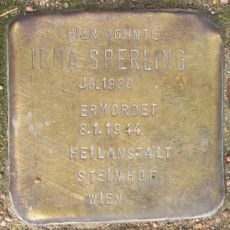 HIER WOHNTE
IRMA SPERLING
JG. 1930
ERMORDET
8.1.1944
HEILANSTALT
STEINHOF
WIEN